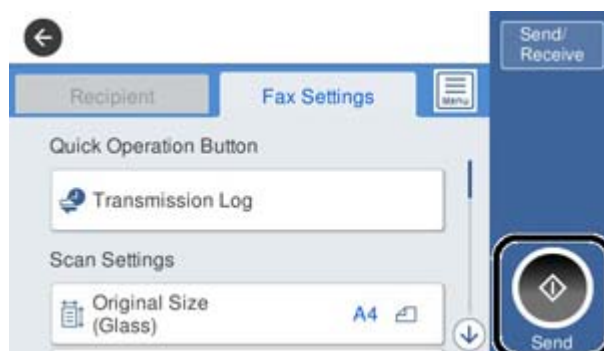 Send/
Receive
Recipient
Fax Settings
Menu
Quick Operation Button
Transmission Log
Scan Settings
Original Size
(Glass)
A4
Send